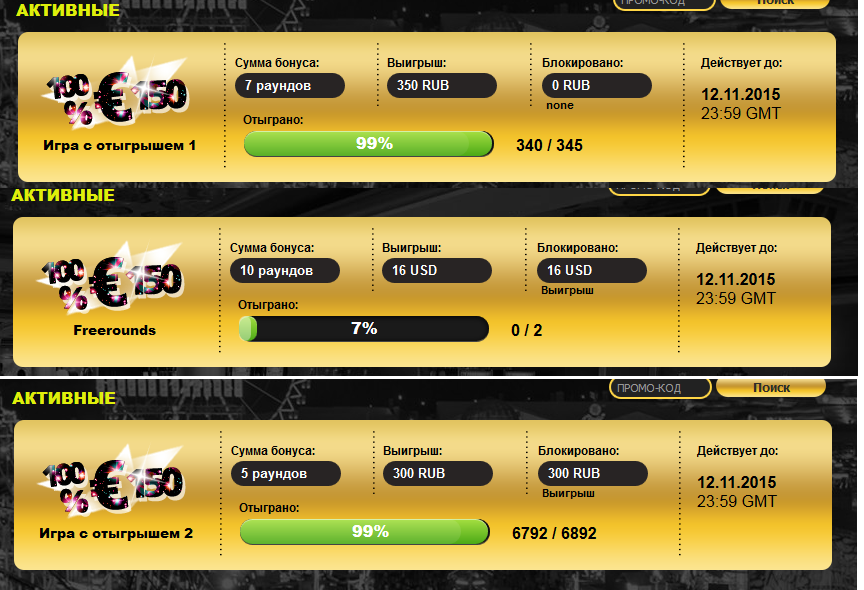 АКТИВНЫЕ
ПРОМО-КОД Поиск
100 % € 150
Игра с отыгрышем 1
Сумма бонуса: Выигрыш: Блокировано: Действует до:
7 раундов 350 RUB 0 RUB
none
12.11.2015
23:59 GMT
Отыграно:
99% 340 / 345
АКТИВНЫЕ
100 % € 150
Freerounds
Сумма бонуса: Выигрыш: Блокировано: Действует до:
10 раундов 16 USD 16 USD
Выигрыш
12.11.2015
23:59 GMT
Отыграно:
7% 0 / 2
АКТИВНЫЕ
ПРОМО-КОД Поиск
100 % € 150
Игра с отыгрышем 2
Сумма бонуса: Выигрыш: Блокировано: Действует до:
5 раундов 300 RUB 300 RUB
Выигрыш
12.11.2015
23:59 GMT
Отыграно:
99% 6792 / 6892